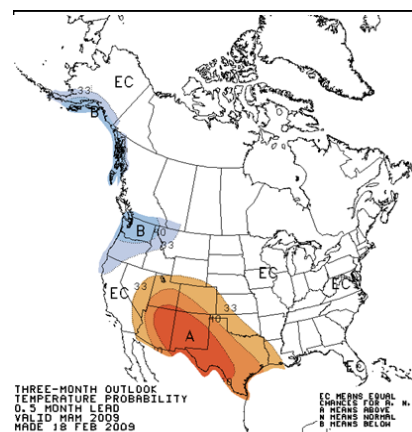 EC
33
B
B
40
33
EC
33
EC
EC
33
40
A
EC
THREE-MONTH OUTLOOK
TEMPERATURE PROBABILITY
0.5 MONTH LEAD
VALID MAM 2009
MADE 18 FEB 2009
EC MEANS EQUAL
CHANCES FOR A, N,
A MEANS ABOVE
N MEANS NORMAL
B MEANS BELOW